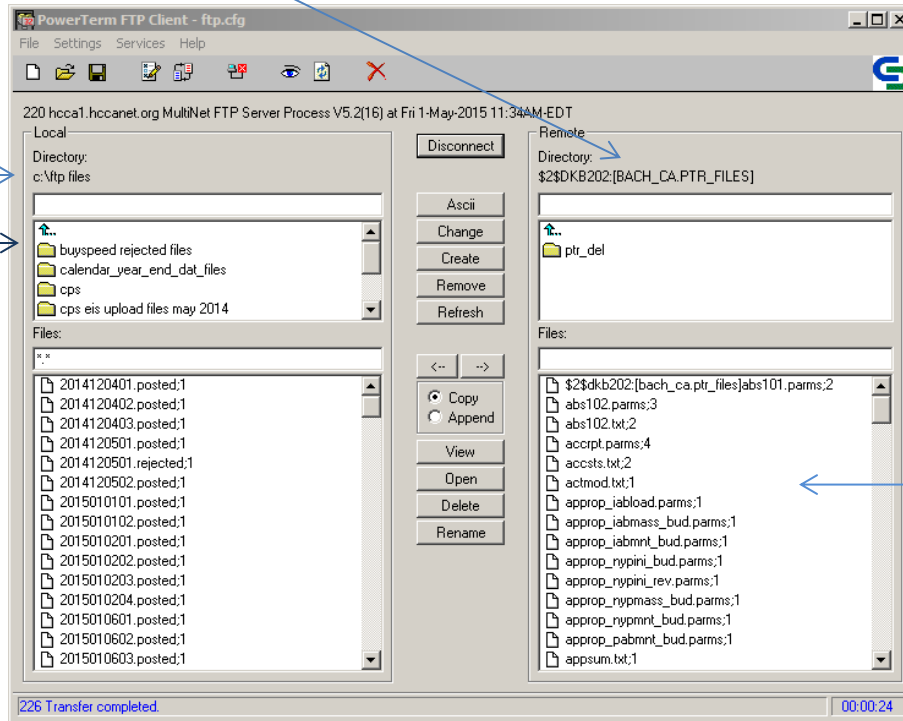 PowerTerm FTP Client - ftp.cfg
File Settings Services Help
220 hcca1.hccanet.org MultiNet FTP Server Process V5.2(16) at Fri 1-May-2015 11:34AM-EDT
Local
Directory:
c:\ftp files
⬑..
buyspeed rejected files
calendar_year_end_dat_files
cps
cps eis upload files may 2014
Files:
*.*
2014120401.posted;1
2014120402.posted;1
2014120403.posted;1
2014120501.posted;1
2014120501.rejected;1
2014120502.posted;1
2015010101.posted;1
2015010102.posted;1
2015010201.posted;1
2015010202.posted;1
2015010203.posted;1
2015010204.posted;1
2015010601.posted;1
2015010602.posted;1
2015010603.posted;1
Disconnect
Ascii
Change
Create
Remove
Refresh
<-- -->
Copy
Append
View
Open
Delete
Rename
Remote
Directory:
$2$DKB202:[BACH_CA.PTR_FILES]
⬑..
ptr_del
Files:
$2$dkb202:[bach_ca.ptr_files]abs101.parms;2
abs102.parms;3
abs102.txt;2
accrpt.parms;4
accsts.txt;2
actmod.txt;1
approp_iabload.parms;1
approp_iabmass_bud.parms;1
approp_iabmnt_bud.parms;1
approp_nypini_bud.parms;1
approp_nypini_rev.parms;1
approp_nypmass_bud.parms;1
approp_nypmnt_bud.parms;1
approp_pabmnt_bud.parms;1
appsum.txt;1
226 Transfer completed.
00:00:24